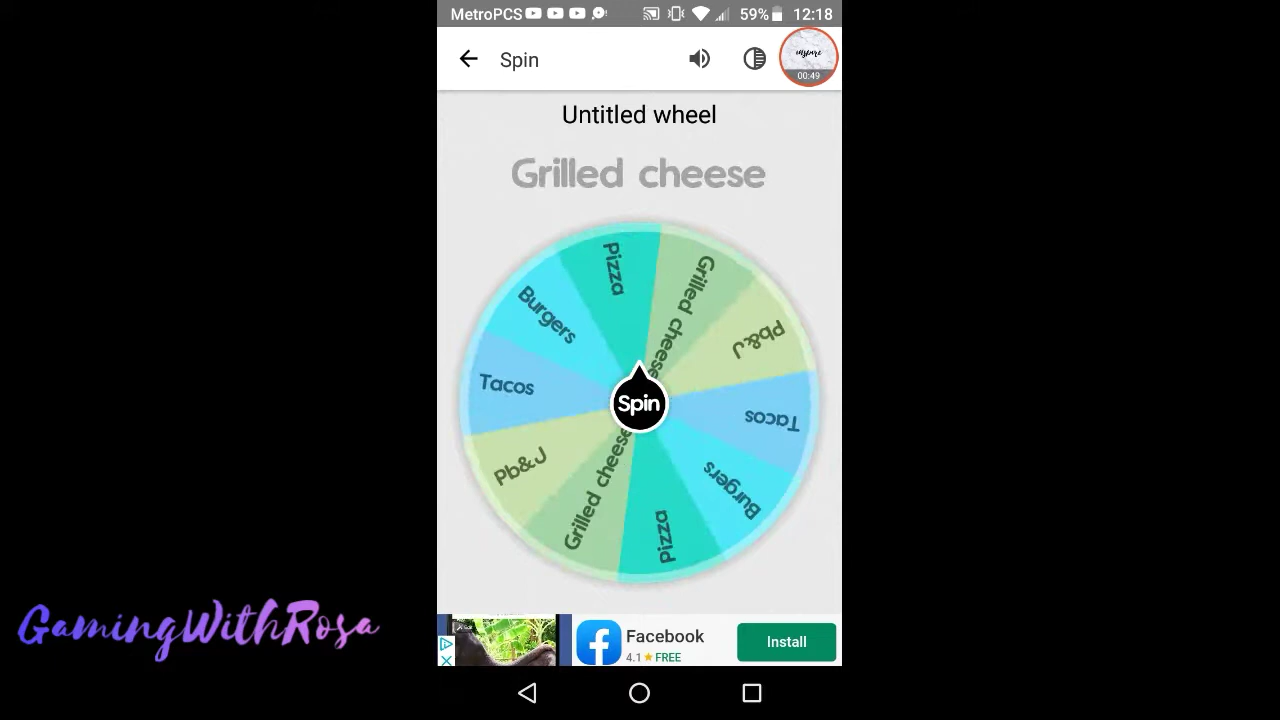 MetroPCS 59% 12:18
Spin
inspire
00:49
Untitled wheel
Grilled cheese
Pizza
Grilled cheese
Burgers
Pb&J
Tacos
Spin
Tacos
Pb&J
Burgers
Grilled cheese
Pizza
GamingWithRosa
Facebook
4.1 FREE
Install